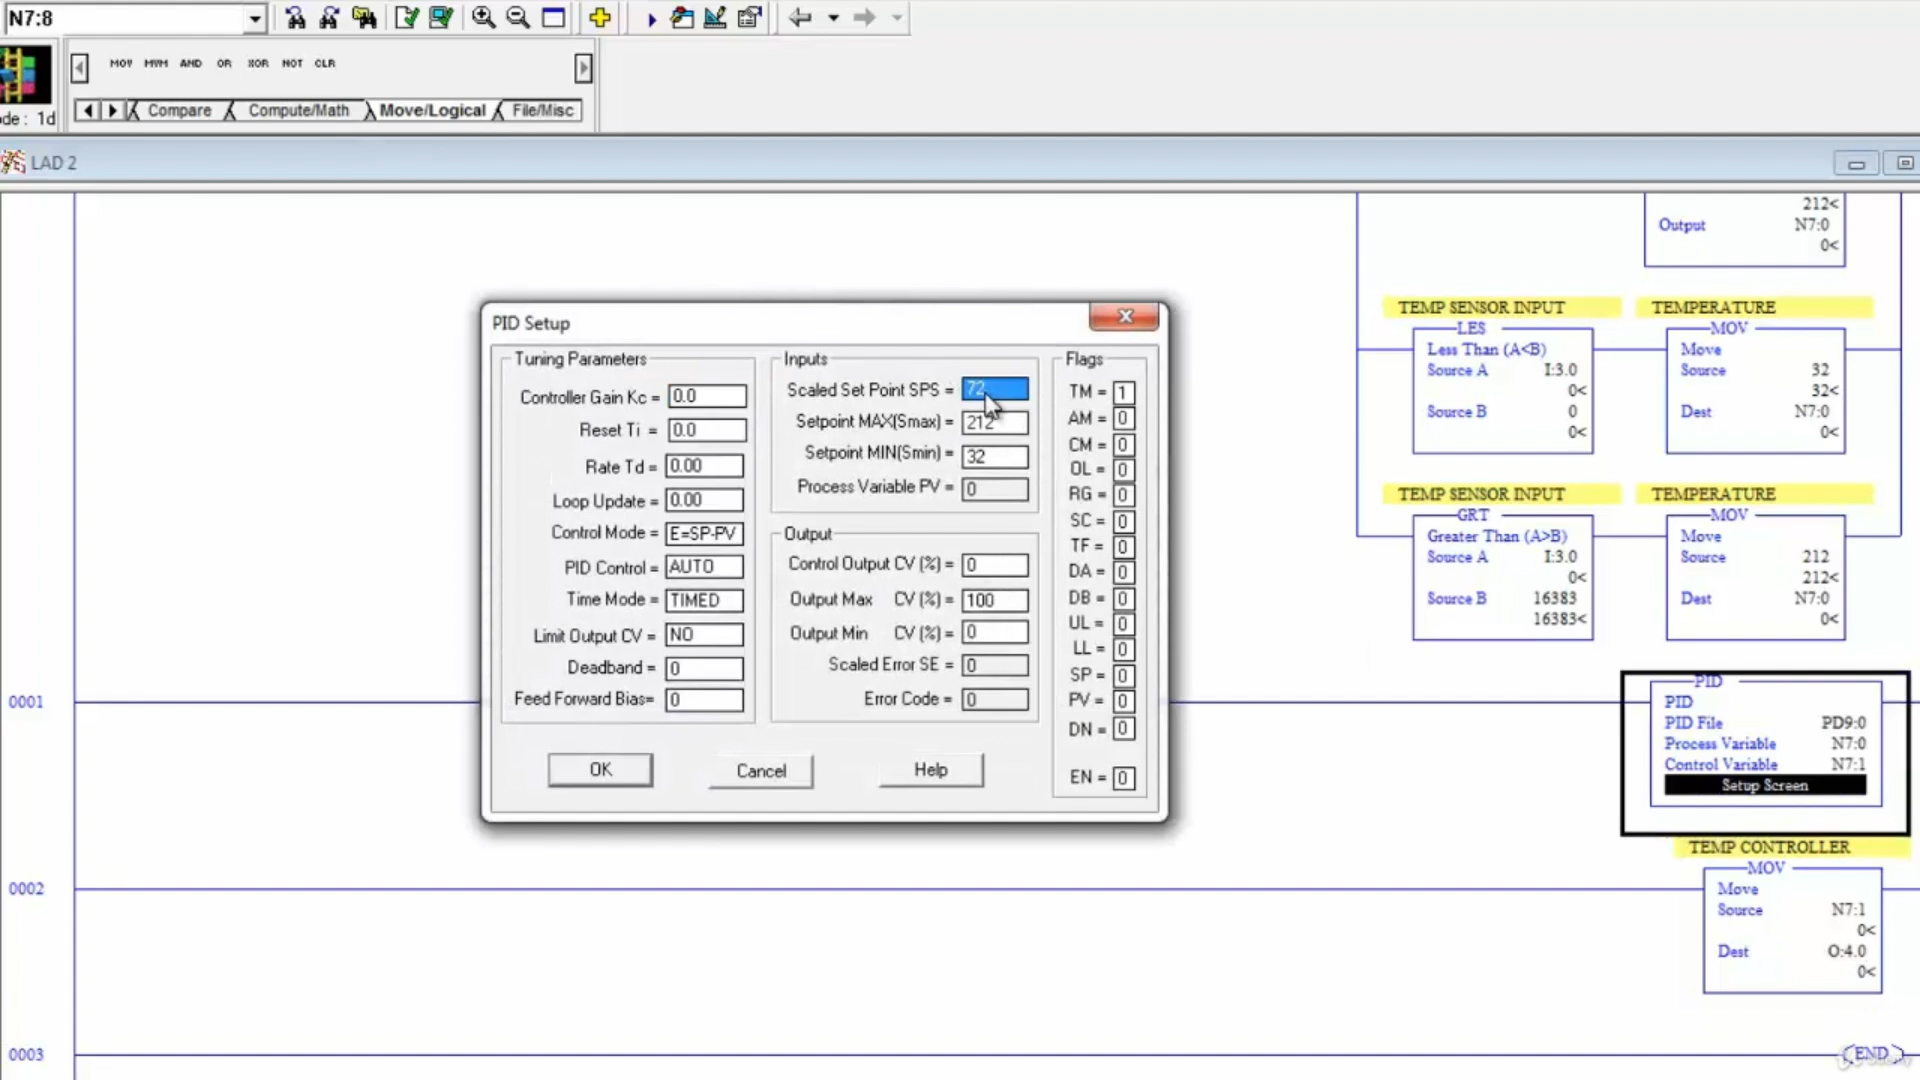 N7:8
MOV MVM AND OR XOR NOT CLR
ode : 1d
Compare Compute/Math Move/Logical File/Misc
LAD 2
212<
Output N7:0
0<
TEMP SENSOR INPUT
LES
Less Than (A<B)
Source A I:3.0
0<
Source B 0
0<
TEMPERATURE
MOV
Move
Source 32
32<
Dest N7:0
0<
TEMP SENSOR INPUT
GRT
Greater Than (A>B)
Source A I:3.0
0<
Source B 16383
16383<
TEMPERATURE
MOV
Move
Source 212
212<
Dest N7:0
0<
PID Setup
Tuning Parameters
Controller Gain Kc = 0.0
Reset Ti = 0.0
Rate Td = 0.00
Loop Update = 0.00
Control Mode = E=SP-PV
PID Control = AUTO
Time Mode = TIMED
Limit Output CV = NO
Deadband = 0
Feed Forward Bias= 0
Inputs
Scaled Set Point SPS = 72
Setpoint MAX(Smax) = 212
Setpoint MIN(Smin) = 32
Process Variable PV = 0
Output
Control Output CV (%) = 0
Output Max CV (%) = 100
Output Min CV (%) = 0
Scaled Error SE = 0
Error Code = 0
Flags
TM = 1
AM = 0
CM = 0
OL = 0
RG = 0
SC = 0
TF = 0
DA = 0
DB = 0
UL = 0
LL = 0
SP = 0
PV = 0
DN = 0
EN = 0
OK Cancel Help
0001
PID
PID
PID File PD9:0
Process Variable N7:0
Control Variable N7:1
Setup Screen
0002
TEMP CONTROLLER
MOV
Move
Source N7:1
0<
Dest O:4.0
0<
0003
END